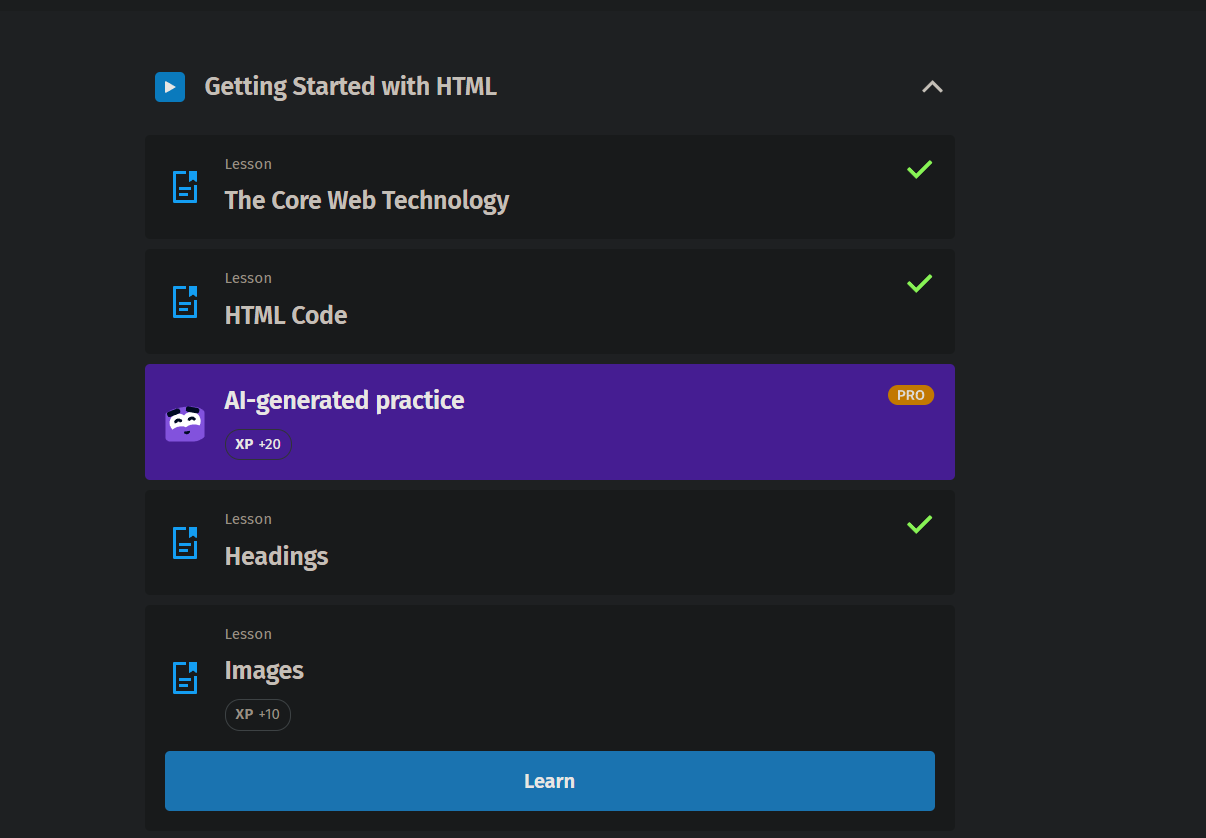 Getting Started with HTML
Lesson
The Core Web Technology
Lesson
HTML Code
AI-generated practice
PRO
XP +20
Lesson
Headings
Lesson
Images
XP +10
Learn